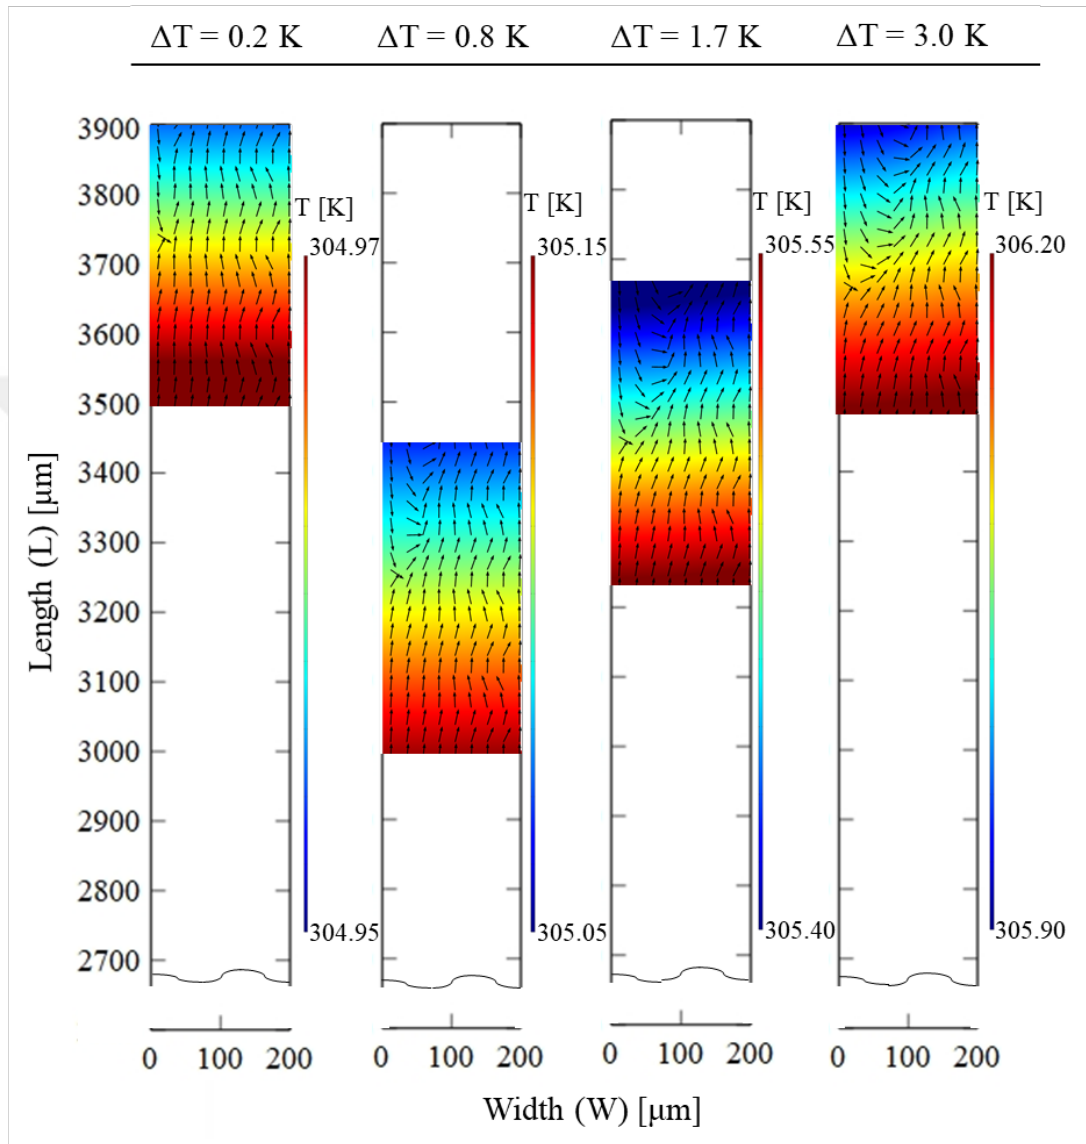 ΔT = 0.2 K ΔT = 0.8 K ΔT = 1.7 K ΔT = 3.0 K
3900
3800
3700
3600
3500
3400
3300
3200
3100
3000
2900
2800
2700
Length (L) [μm]
T [K]
304.97
304.95
T [K]
305.15
305.05
T [K]
305.55
305.40
T [K]
306.20
305.90
0 100 200 0 100 200 0 100 200 0 100 200
Width (W) [μm]